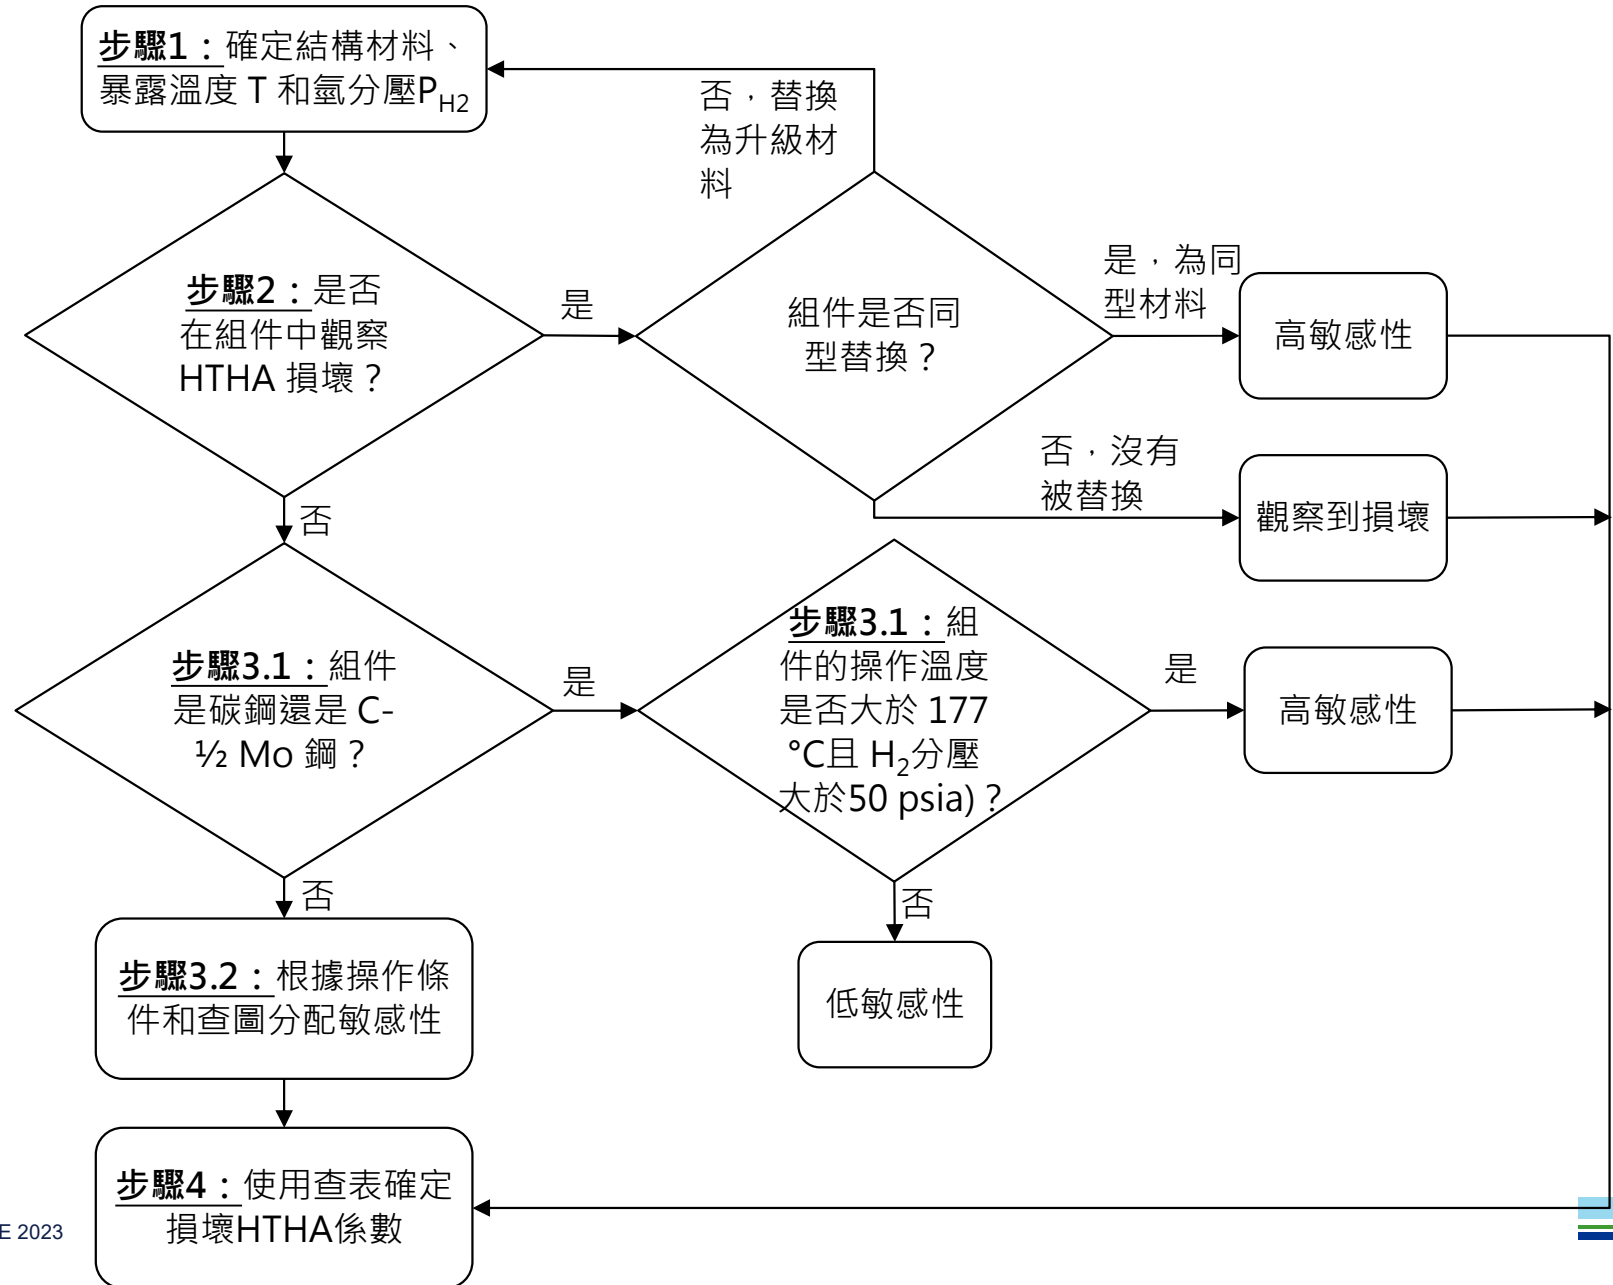 步驟1：確定結構材料、
暴露溫度 T 和氫分壓P_H2
否，替換
為升級材
料
步驟2：是否
在組件中觀察
HTHA 損壞？
是
組件是否同
型替換？
是，為同
型材料
高敏感性
否，沒有
被替換
觀察到損壞
否
步驟3.1：組件
是碳鋼還是 C-
½ Mo 鋼？
是
步驟3.1：組
件的操作溫度
是否大於 177
°C且 H₂分壓
大於50 psia)？
是
高敏感性
否
低敏感性
否
步驟3.2：根據操作條
件和查圖分配敏感性
步驟4：使用查表確定
損壞HTHA係數
E 2023